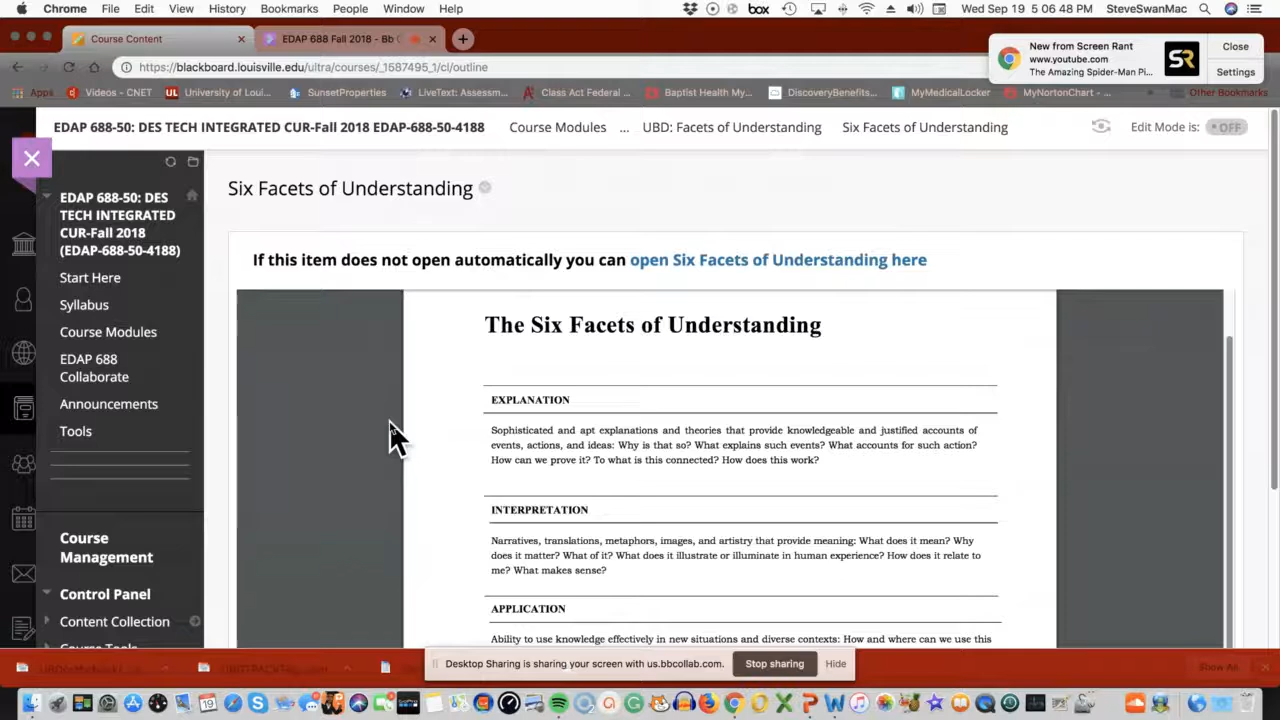 Chrome File Edit View History Bookmarks People Window Help
box Wed Sep 19 5:06:48 PM SteveSwanMac
Course Content
EDAP 688 Fall 2018 - Bb
New from Screen Rant
www.youtube.com
The Amazing Spider-Man Pi...
SR
Close
Settings
https://blackboard.louisville.edu/ultra/courses/_1587495_1/cl/outline
Apps Videos - CNET University of Loui... SunsetProperties LiveText: Assessm... Class Act Federal ... Baptist Health My... DiscoveryBenefits... MyMedicalLocker MyNortonChart - ... Other Bookmarks
EDAP 688-50: DES TECH INTEGRATED CUR-Fall 2018 EDAP-688-50-4188 Course Modules ... UBD: Facets of Understanding Six Facets of Understanding Edit Mode is: OFF
EDAP 688-50: DES
TECH INTEGRATED
CUR-Fall 2018
(EDAP-688-50-4188)
Start Here
Syllabus
Course Modules
EDAP 688
Collaborate
Announcements
Tools
Course
Management
Control Panel
Content Collection
Course Tools
Six Facets of Understanding
If this item does not open automatically you can open Six Facets of Understanding here
The Six Facets of Understanding
EXPLANATION
Sophisticated and apt explanations and theories that provide knowledgeable and justified accounts of
events, actions, and ideas: Why is that so? What explains such events? What accounts for such action?
How can we prove it? To what is this connected? How does this work?
INTERPRETATION
Narratives, translations, metaphors, images, and artistry that provide meaning: What does it mean? Why
does it matter? What of it? What does it illustrate or illuminate in human experience? How does it relate to
me? What makes sense?
APPLICATION
Ability to use knowledge effectively in new situations and diverse contexts: How and where can we use this
Desktop Sharing is sharing your screen with us.bbcollab.com. Stop sharing Hide
Show All